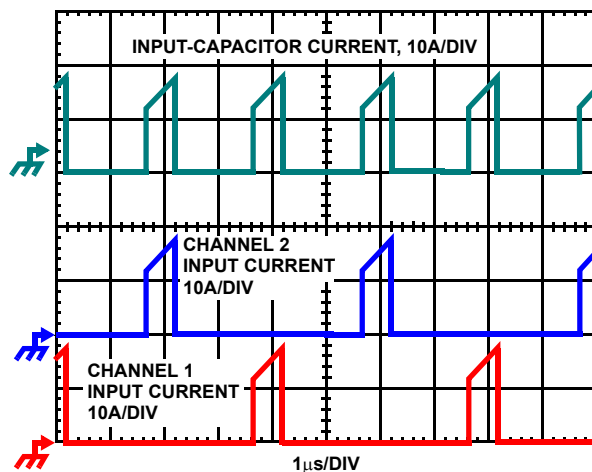 INPUT-CAPACITOR CURRENT, 10A/DIV
CHANNEL 2
INPUT CURRENT
10A/DIV
CHANNEL 1
INPUT CURRENT
10A/DIV
1μs/DIV